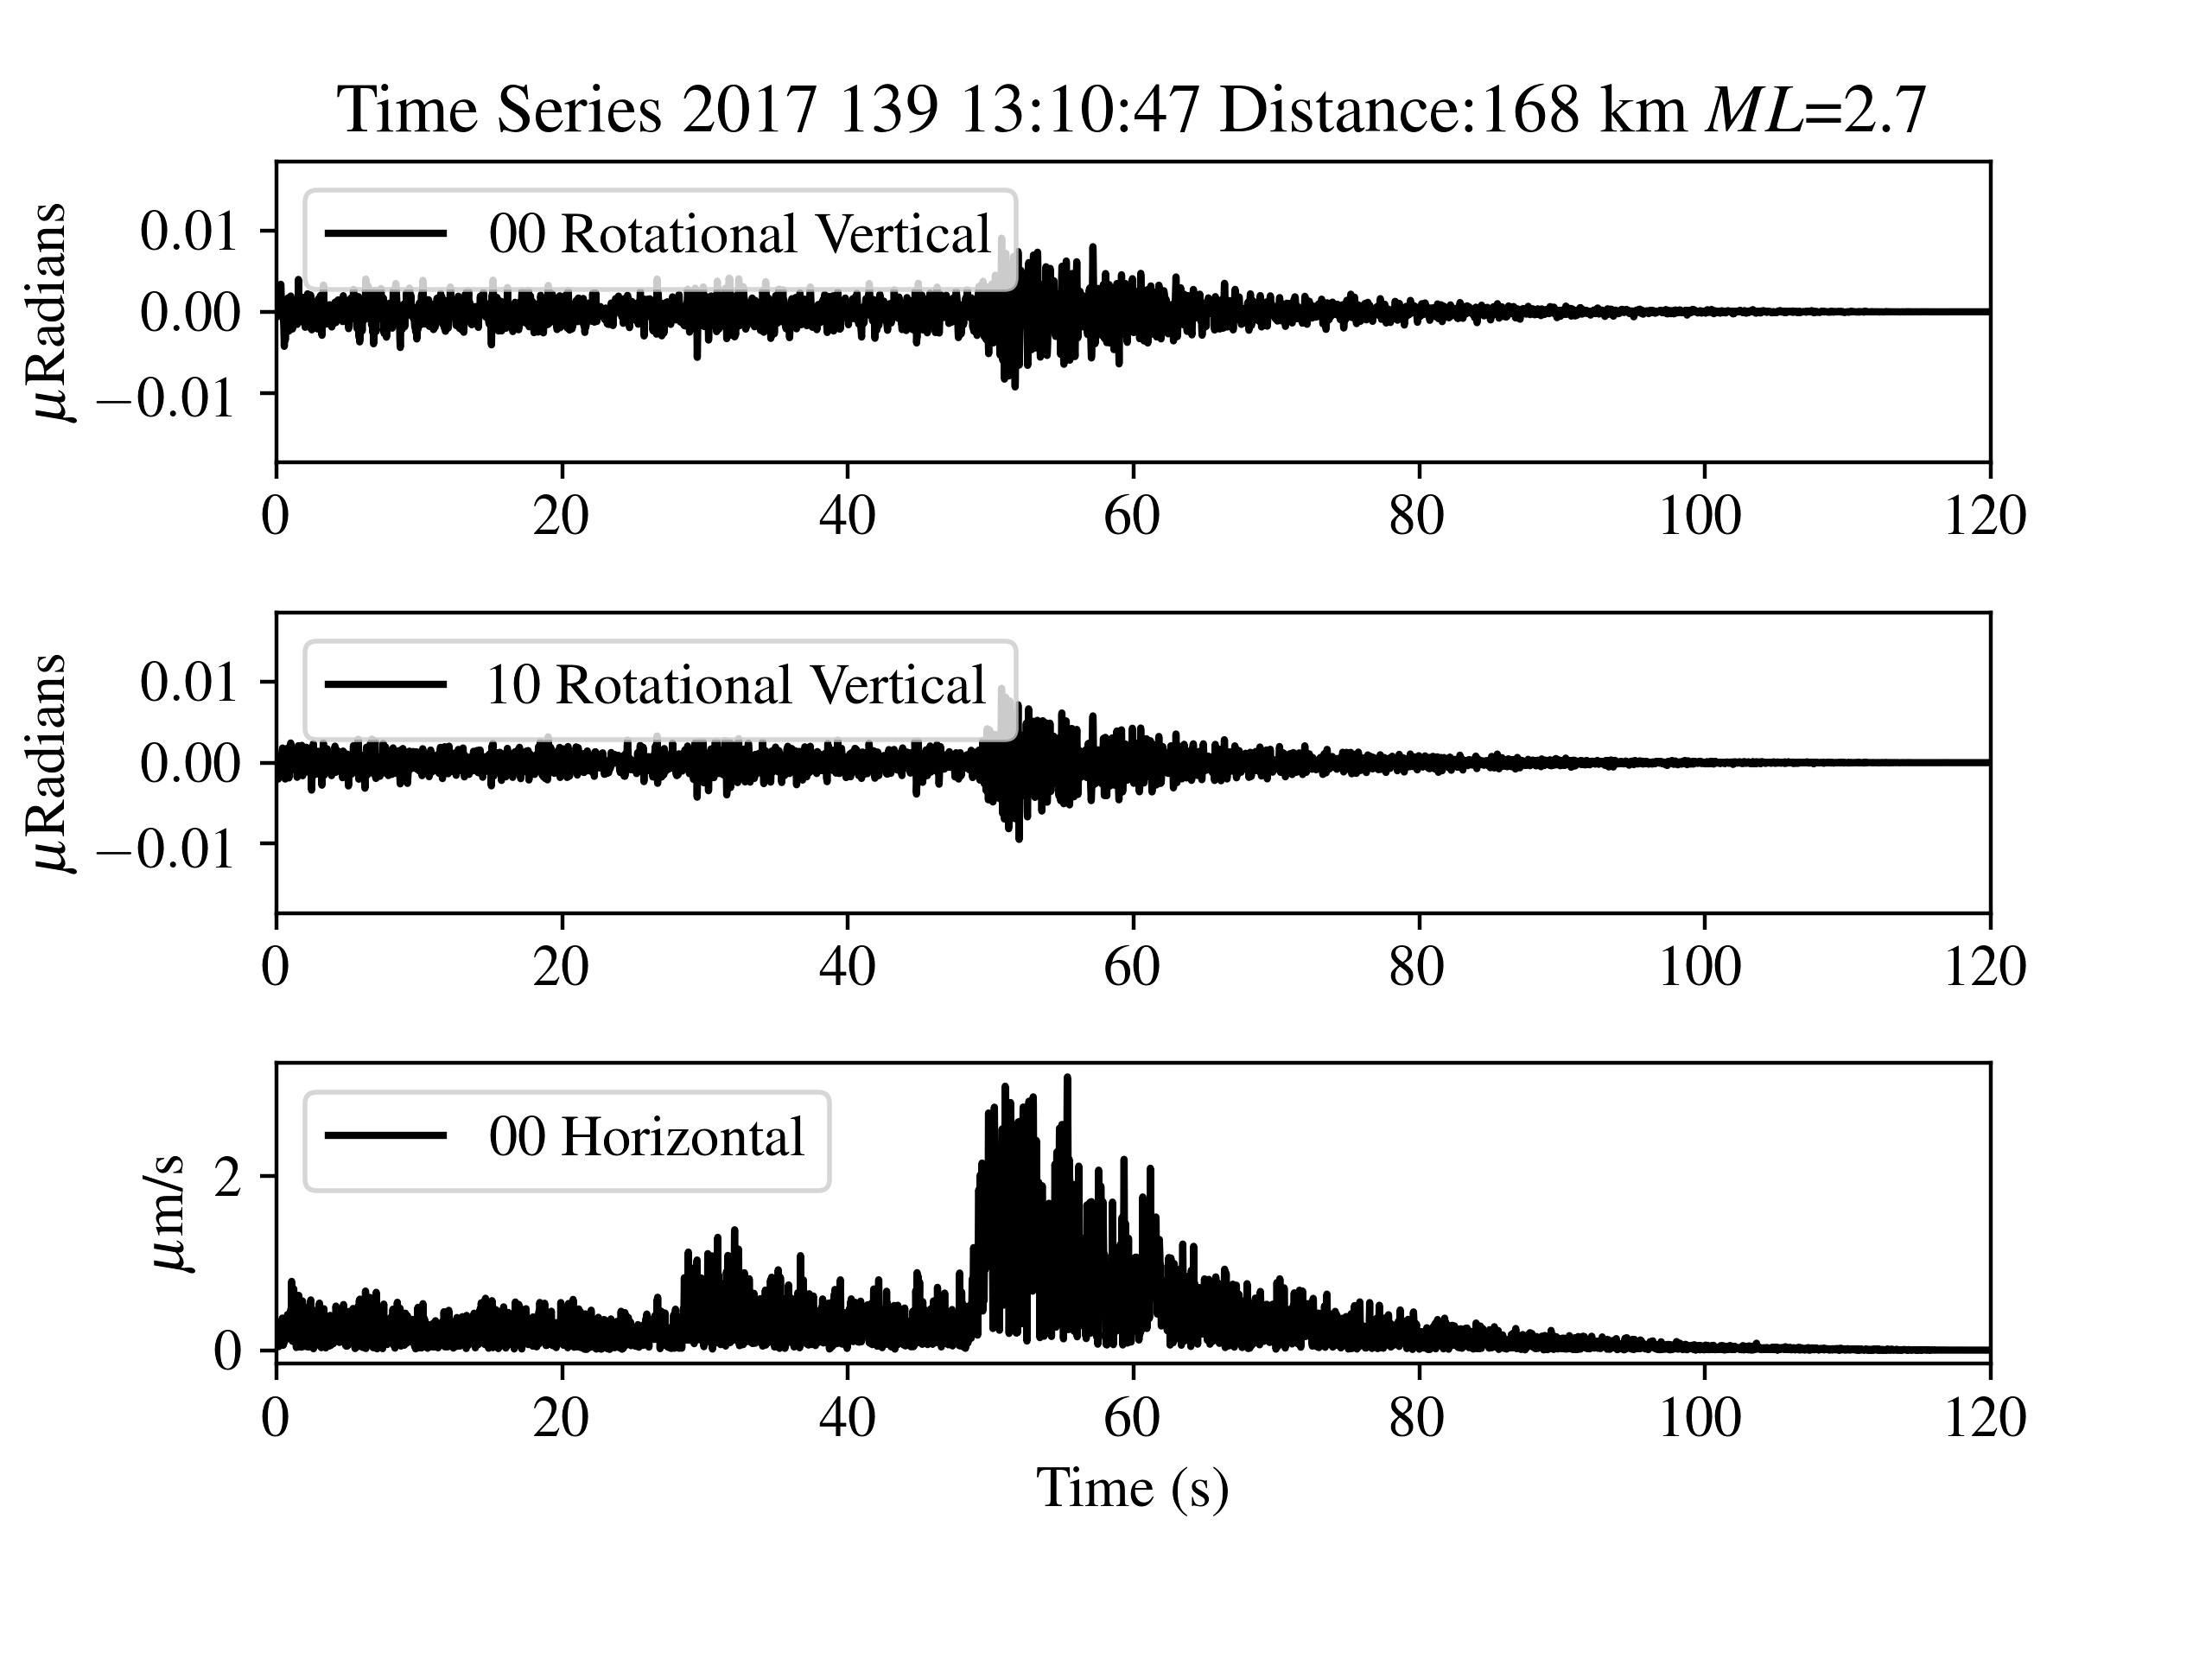 Time Series 2017 139 13:10:47 Distance:168 km ML=2.7
μRadians
0.01
0.00
−0.01
00 Rotational Vertical
0 20 40 60 80 100 120
μRadians
0.01
0.00
−0.01
10 Rotational Vertical
0 20 40 60 80 100 120
μm/s
2
0
00 Horizontal
0 20 40 60 80 100 120
Time (s)